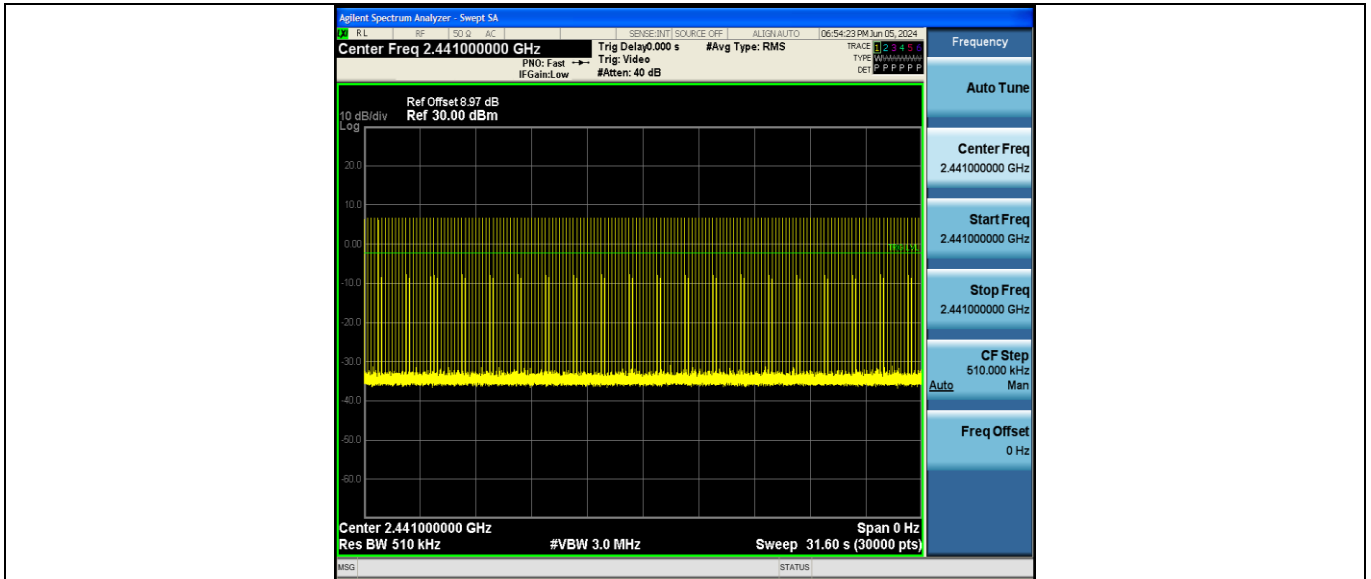 Agilent Spectrum Analyzer - Swept SA
LXI RL RF 50 Ω AC SENSE:INT SOURCE OFF ALIGNAUTO 06:54:23 PM Jun 05, 2024
Center Freq 2.441000000 GHz
PNO: Fast
IFGain:Low
Trig Delay0.000 s
Trig: Video
#Atten: 40 dB
#Avg Type: RMS
TRACE 1 2 3 4 5 6
TYPE
DET P P P P P P
Ref Offset 8.97 dB
10 dB/div Ref 30.00 dBm
Log
20.0
10.0
0.00
TRIG LVL
-10.0
-20.0
-30.0
-40.0
-50.0
-60.0
Center 2.441000000 GHz Span 0 Hz
Res BW 510 kHz #VBW 3.0 MHz Sweep 31.60 s (30000 pts)
MSG STATUS
Frequency
Auto Tune
Center Freq
2.441000000 GHz
Start Freq
2.441000000 GHz
Stop Freq
2.441000000 GHz
CF Step
510.000 kHz
Auto Man
Freq Offset
0 Hz